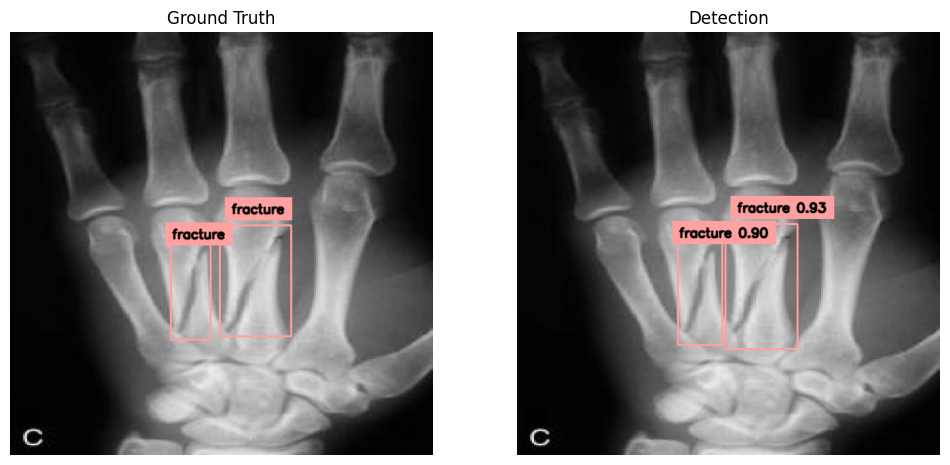 Ground Truth
fracture
fracture
C
Detection
fracture 0.93
fracture 0.90
C